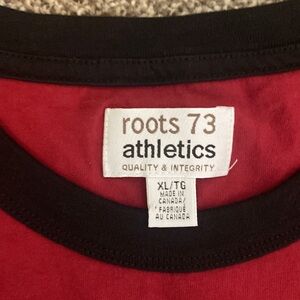 roots 73
athletics
QUALITY & INTEGRITY
XL/TG
MADE IN
CANADA/
FABRIQUÉ
AU CANADA